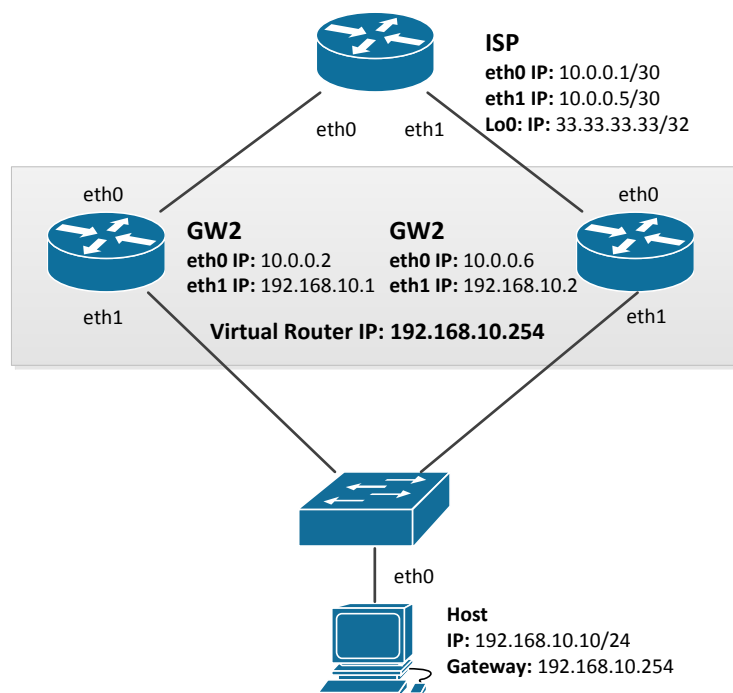 ISP
eth0 IP: 10.0.0.1/30
eth1 IP: 10.0.0.5/30
Lo0: IP: 33.33.33.33/32
eth0
eth1
eth0
eth0
GW2
eth0 IP: 10.0.0.2
eth1 IP: 192.168.10.1
GW2
eth0 IP: 10.0.0.6
eth1 IP: 192.168.10.2
eth1
eth1
Virtual Router IP: 192.168.10.254
eth0
Host
IP: 192.168.10.10/24
Gateway: 192.168.10.254